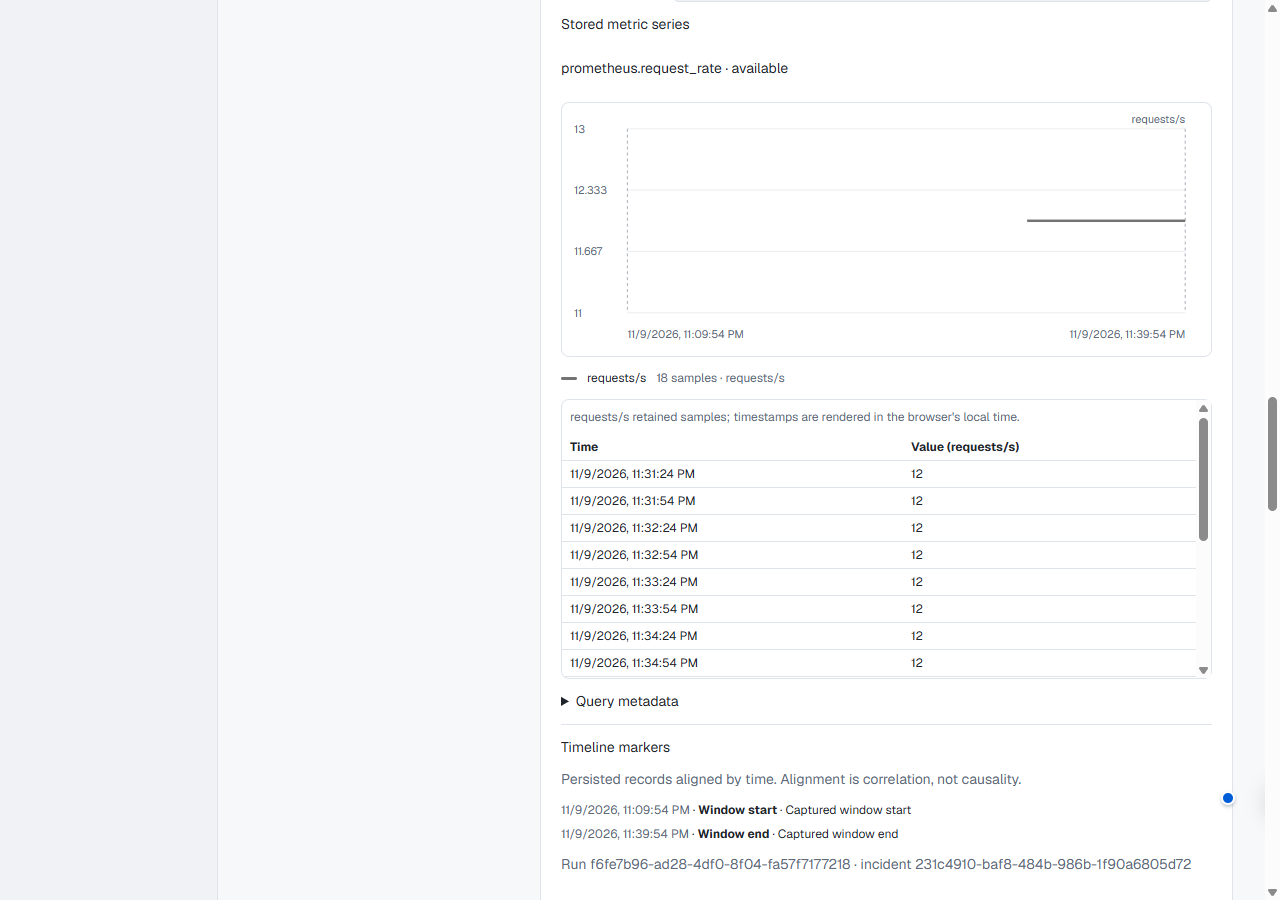 Stored metric series
prometheus.request_rate · available
requests/s
13
12.333
11.667
11
11/9/2026, 11:09:54 PM 11/9/2026, 11:39:54 PM
requests/s 18 samples · requests/s
requests/s retained samples; timestamps are rendered in the browser's local time.
Time Value (requests/s)
11/9/2026, 11:31:24 PM 12
11/9/2026, 11:31:54 PM 12
11/9/2026, 11:32:24 PM 12
11/9/2026, 11:32:54 PM 12
11/9/2026, 11:33:24 PM 12
11/9/2026, 11:33:54 PM 12
11/9/2026, 11:34:24 PM 12
11/9/2026, 11:34:54 PM 12
Query metadata
Timeline markers
Persisted records aligned by time. Alignment is correlation, not causality.
11/9/2026, 11:09:54 PM · Window start · Captured window start
11/9/2026, 11:39:54 PM · Window end · Captured window end
Run f6fe7b96-ad28-4df0-8f04-fa57f7177218 · incident 231c4910-baf8-484b-986b-1f90a6805d72